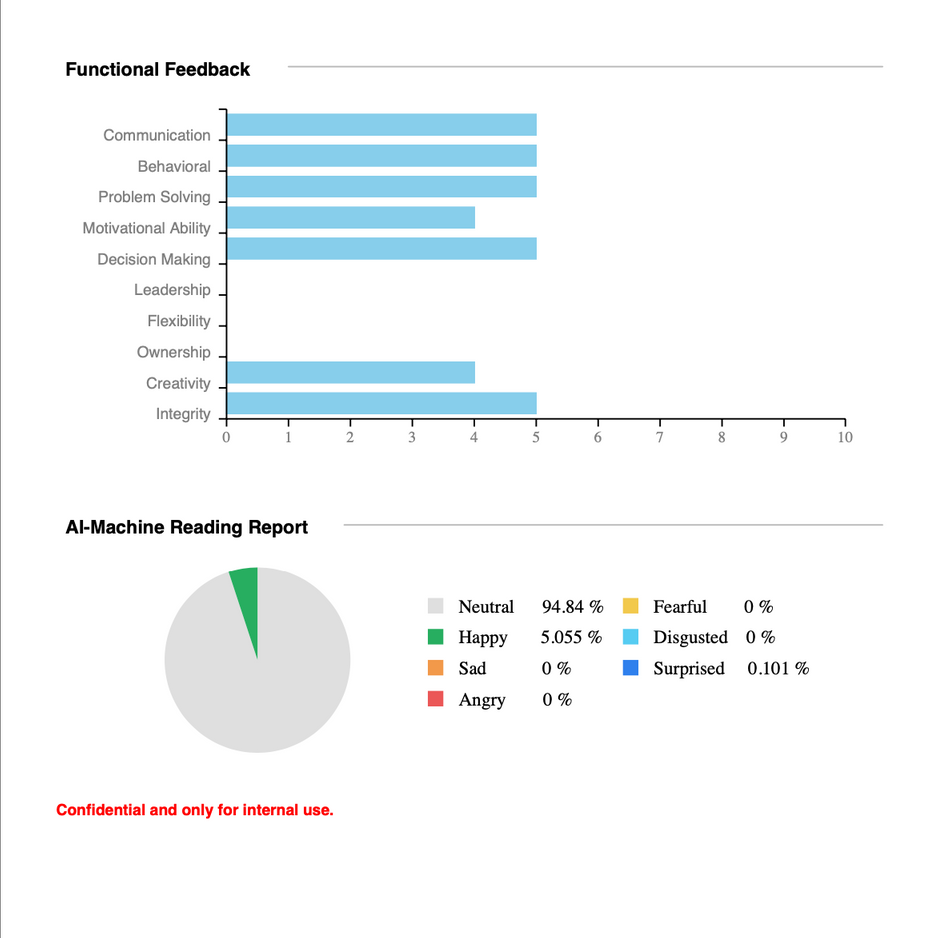 Functional Feedback
Communication
Behavioral
Problem Solving
Motivational Ability
Decision Making
Leadership
Flexibility
Ownership
Creativity
Integrity
0 1 2 3 4 5 6 7 8 9 10
AI-Machine Reading Report
Neutral 94.84 % Fearful 0 %
Happy 5.055 % Disgusted 0 %
Sad 0 % Surprised 0.101 %
Angry 0 %
Confidential and only for internal use.